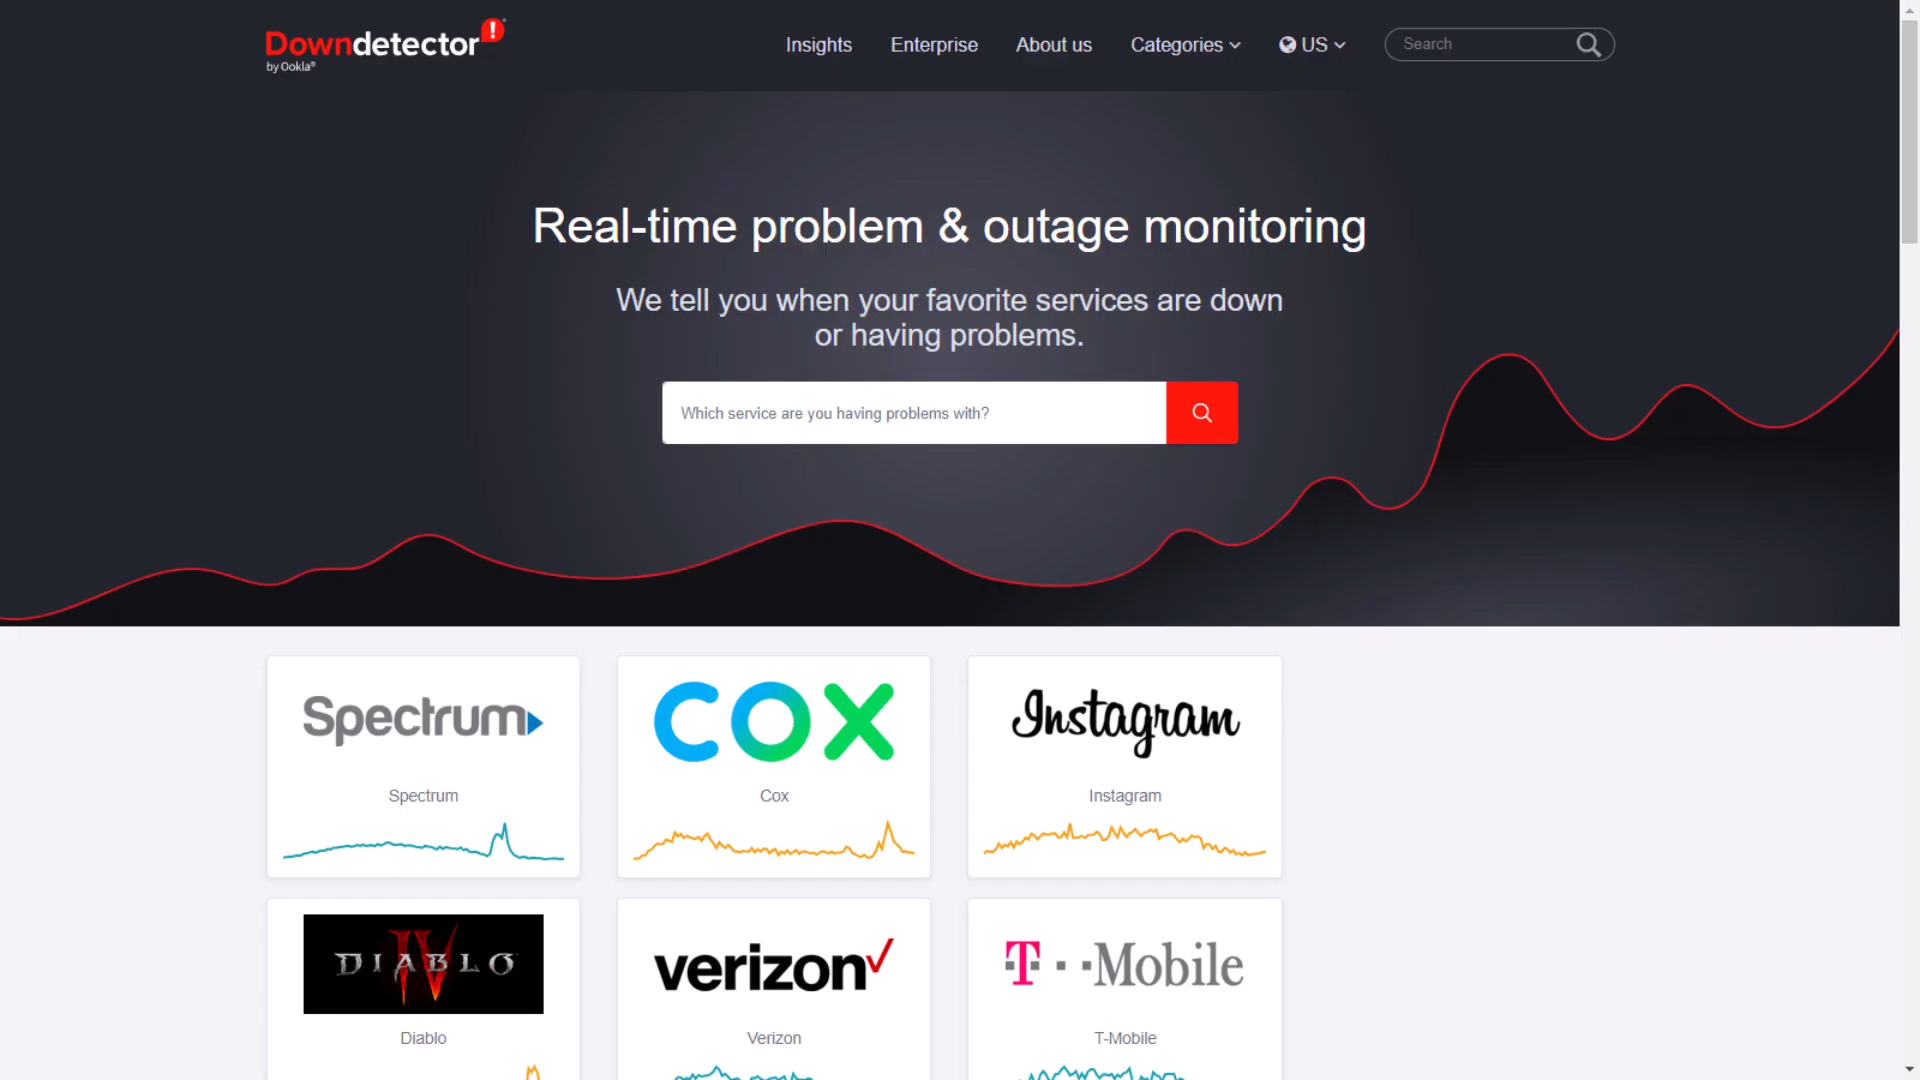 Downdetector!
by Ookla®
Insights
Enterprise
About us
Categories
US
Search
Real-time problem & outage monitoring
We tell you when your favorite services are down
or having problems.
Which service are you having problems with?
Spectrum
COX
Instagram
Spectrum
Cox
Instagram
DIABLO IV
verizon
T··Mobile
Diablo
Verizon
T-Mobile